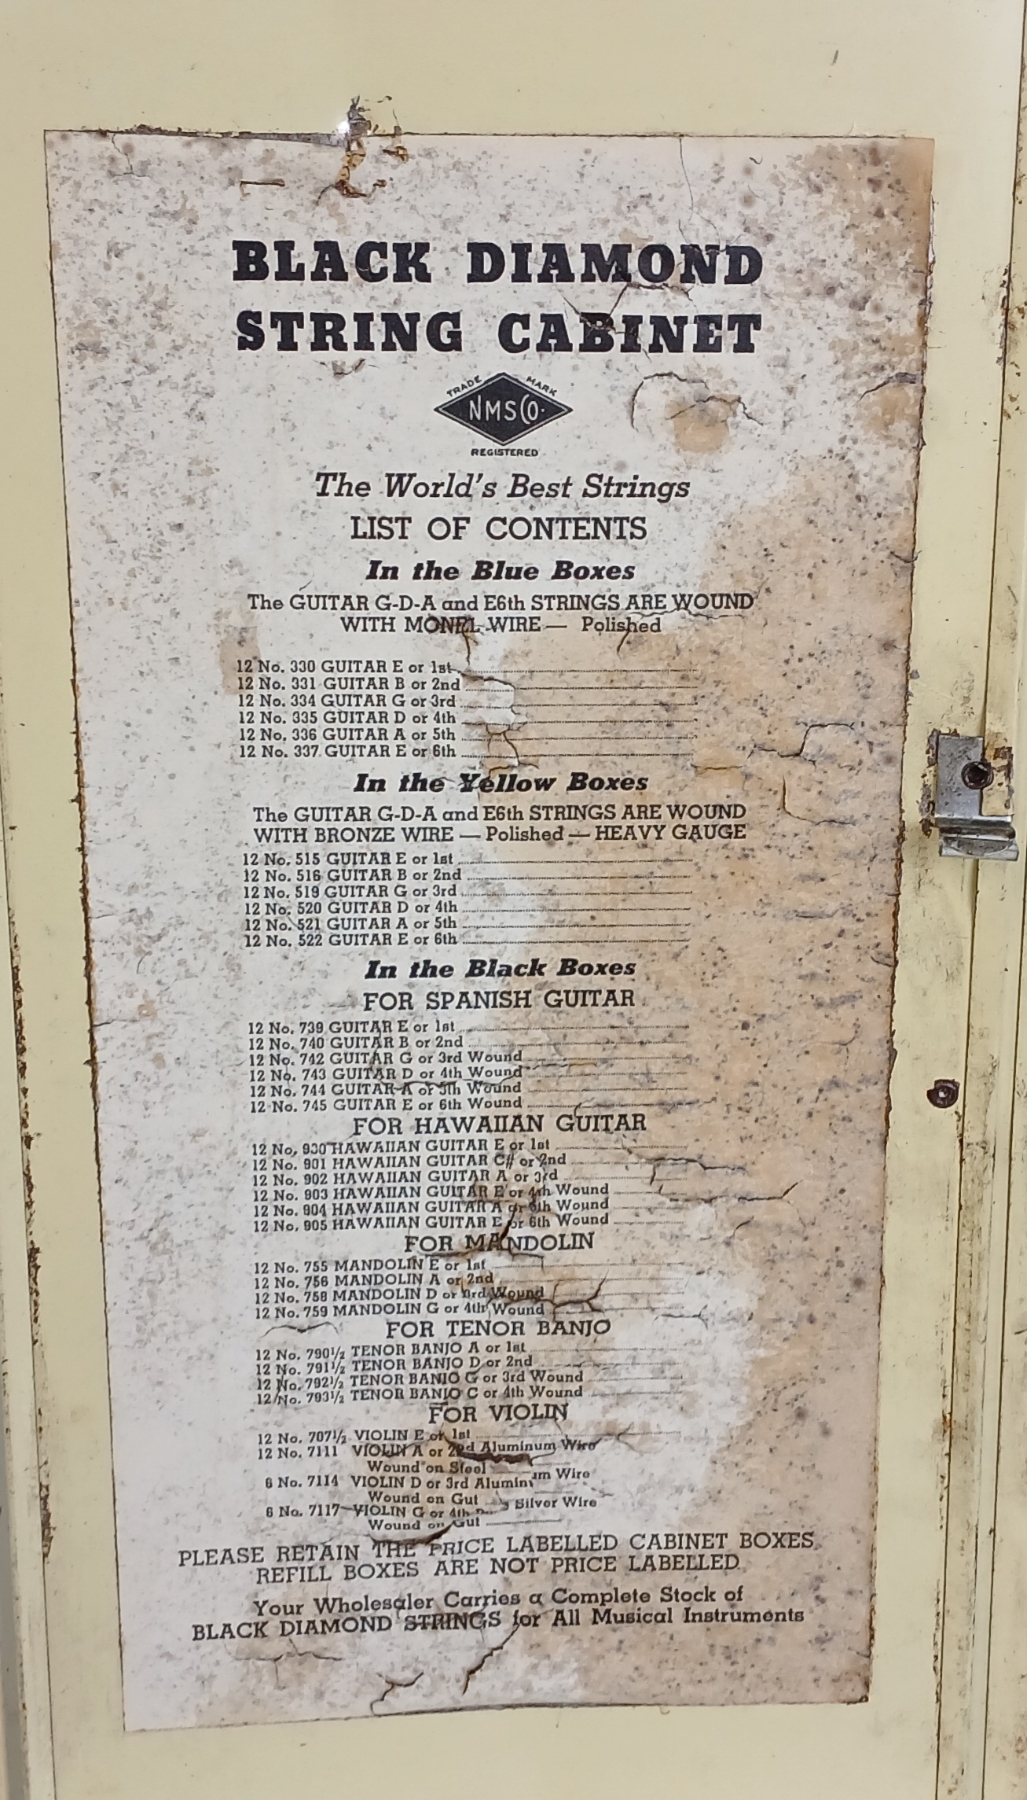 BLACK DIAMOND
STRING CABINET
TRADE MARK
NMSCO.
REGISTERED
The World's Best Strings
LIST OF CONTENTS
In the Blue Boxes
The GUITAR G-D-A and E6th STRINGS ARE WOUND
WITH MONEL WIRE — Polished
12 No. 330 GUITAR E or 1st
12 No. 331 GUITAR B or 2nd
12 No. 334 GUITAR G or 3rd
12 No. 335 GUITAR D or 4th
12 No. 336 GUITAR A or 5th
12 No. 337 GUITAR E or 6th
In the Yellow Boxes
The GUITAR G-D-A and E6th STRINGS ARE WOUND
WITH BRONZE WIRE — Polished — HEAVY GAUGE
12 No. 515 GUITAR E or 1st
12 No. 516 GUITAR B or 2nd
12 No. 519 GUITAR G or 3rd
12 No. 520 GUITAR D or 4th
12 No. 521 GUITAR A or 5th
12 No. 522 GUITAR E or 6th
In the Black Boxes
FOR SPANISH GUITAR
12 No. 739 GUITAR E or 1st
12 No. 740 GUITAR B or 2nd
12 No. 742 GUITAR G or 3rd Wound
12 No. 743 GUITAR D or 4th Wound
12 No. 744 GUITAR A or 5th Wound
12 No. 745 GUITAR E or 6th Wound
FOR HAWAIIAN GUITAR
12 No. 900 HAWAIIAN GUITAR E or 1st
12 No. 901 HAWAIIAN GUITAR C# or 2nd
12 No. 902 HAWAIIAN GUITAR A or 3rd
12 No. 903 HAWAIIAN GUITAR E or 4th Wound
12 No. 904 HAWAIIAN GUITAR A or 5th Wound
12 No. 905 HAWAIIAN GUITAR E or 6th Wound
FOR MANDOLIN
12 No. 755 MANDOLIN E or 1st
12 No. 756 MANDOLIN A or 2nd
12 No. 758 MANDOLIN D or 3rd Wound
12 No. 759 MANDOLIN G or 4th Wound
FOR TENOR BANJO
12 No. 790½ TENOR BANJO A or 1st
12 No. 791½ TENOR BANJO D or 2nd
12 No. 792½ TENOR BANJO G or 3rd Wound
12 No. 793½ TENOR BANJO C or 4th Wound
FOR VIOLIN
12 No. 707½ VIOLIN E or 1st
12 No. 7111 VIOLIN A or 2nd Aluminum Wire
Wound on Steel
6 No. 7114 VIOLIN D or 3rd Aluminum Wire
Wound on Gut
6 No. 7117 VIOLIN G or 4th Silver Wire
Wound on Gut
PLEASE RETAIN THE PRICE LABELLED CABINET BOXES
REFILL BOXES ARE NOT PRICE LABELLED.
Your Wholesaler Carries a Complete Stock of
BLACK DIAMOND STRINGS for All Musical Instruments